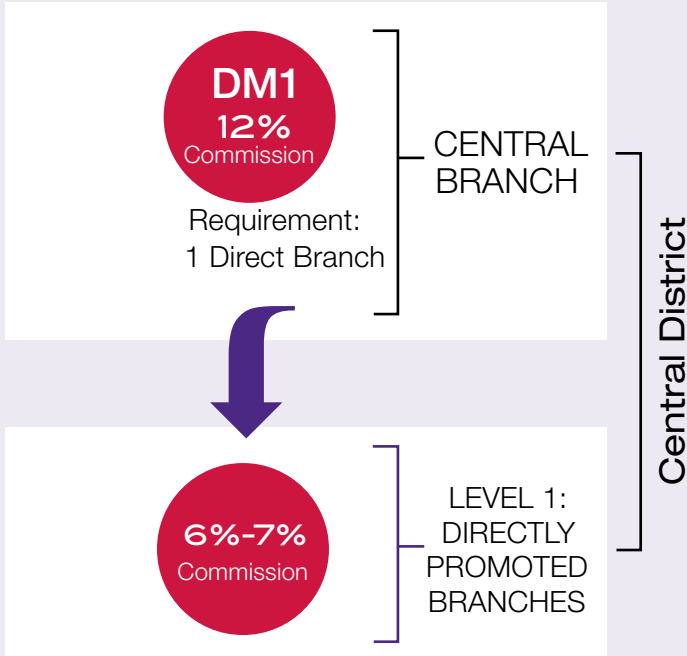 DM1
12%
Commission
Requirement:
1 Direct Branch
CENTRAL
BRANCH
Central District
6%-7%
Commission
LEVEL 1:
DIRECTLY
PROMOTED
BRANCHES